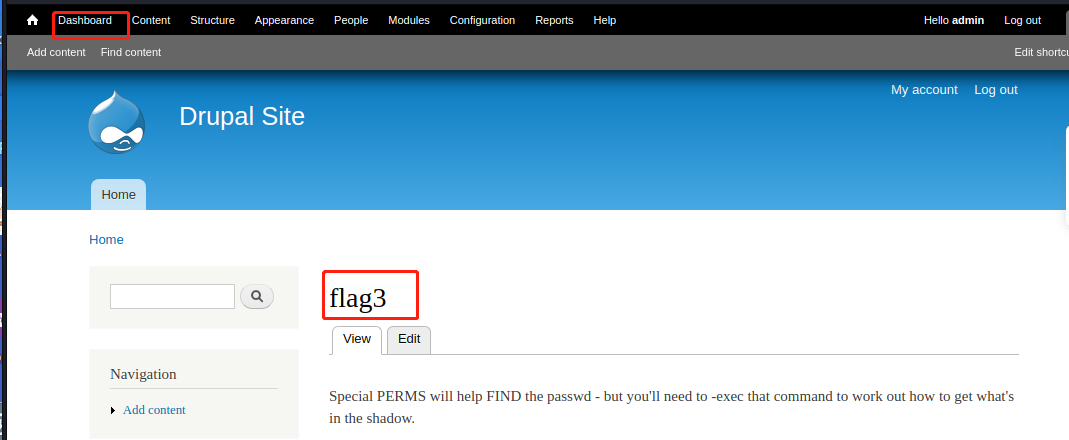 Dashboard Content Structure Appearance People Modules Configuration Reports Help Hello admin Log out
Add content Find content Edit shortcu
My account Log out
Drupal Site
Home
Home
flag3
View Edit
Navigation
Add content
Special PERMS will help FIND the passwd - but you'll need to -exec that command to work out how to get what's
in the shadow.